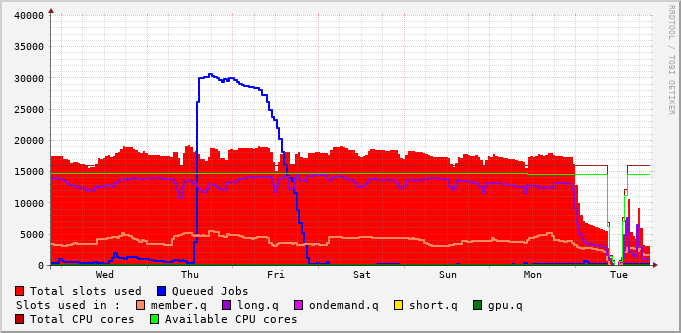 40000
35000
30000
25000
20000
15000
10000
5000
0
Wed Thu Fri Sat Sun Mon Tue
Total slots used Queued Jobs
Slots used in : member.q long.q ondemand.q short.q gpu.q
Total CPU cores Available CPU cores
RRDTOOL / TOBI OETIKER